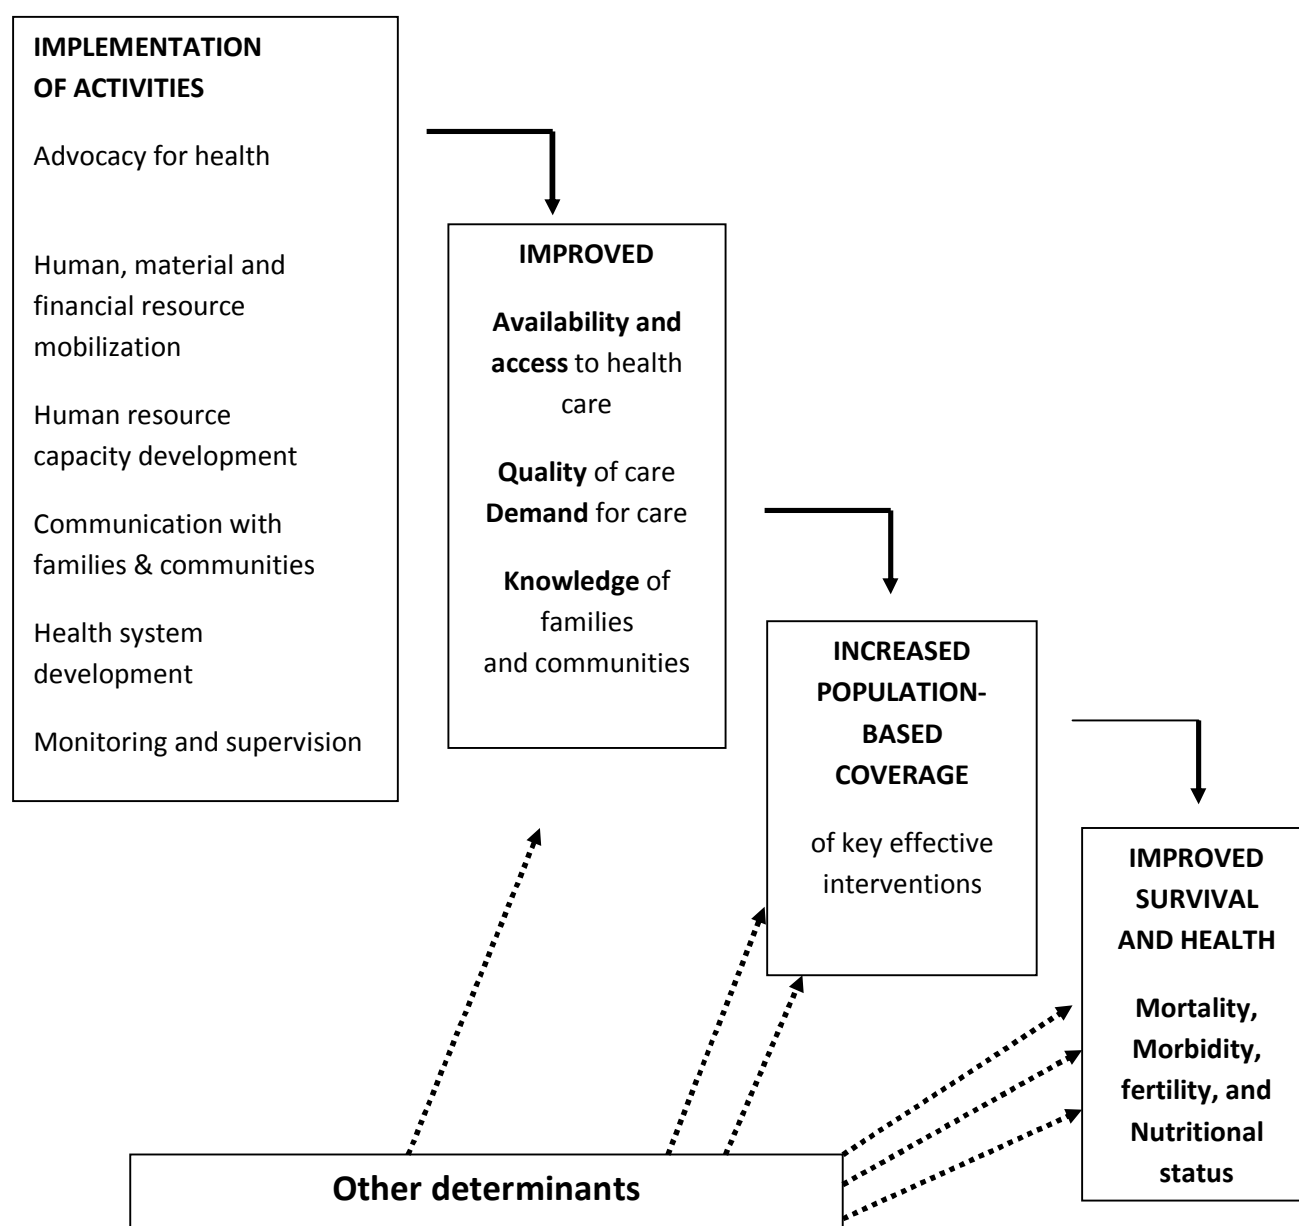 IMPLEMENTATION
OF ACTIVITIES
Advocacy for health
Human, material and
financial resource
mobilization
Human resource
capacity development
Communication with
families & communities
Health system
development
Monitoring and supervision
IMPROVED
Availability and
access to health
care
Quality of care
Demand for care
Knowledge of
families
and communities
INCREASED
POPULATION-
BASED
COVERAGE
of key effective
interventions
IMPROVED
SURVIVAL
AND HEALTH
Mortality,
Morbidity,
fertility, and
Nutritional
status
Other determinants